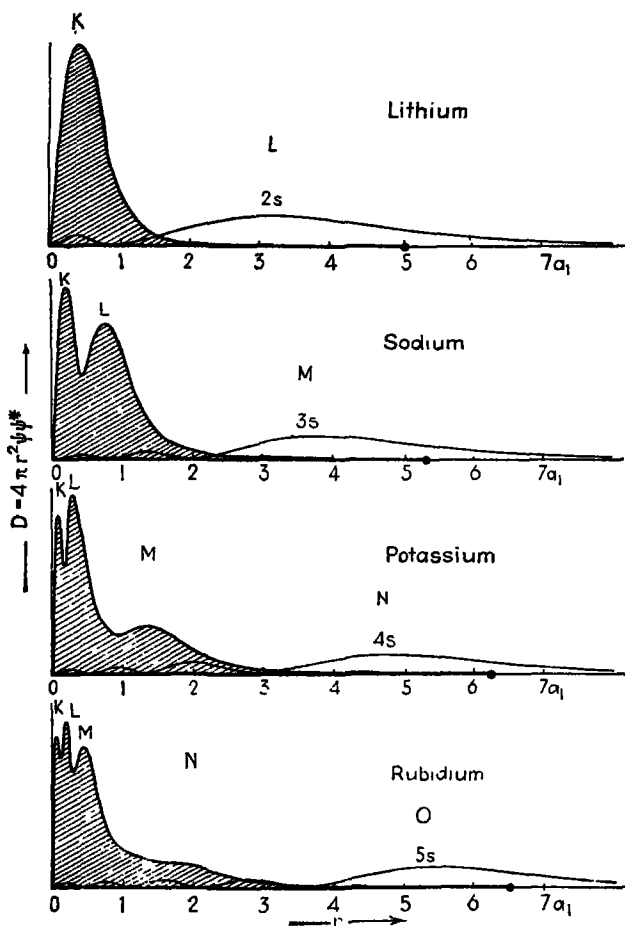 K
Lithium
L
2s
0 1 2 3 4 5 6 7a₁
K
L
Sodium
M
3s
0 1 2 3 4 5 6 7a₁
K L
M
Potassium
N
4s
0 1 2 3 4 5 6 7a₁
K L
M
N
Rubidium
O
5s
0 1 2 3 4 5 6 7a₁
r
D = 4πr²ψψ*